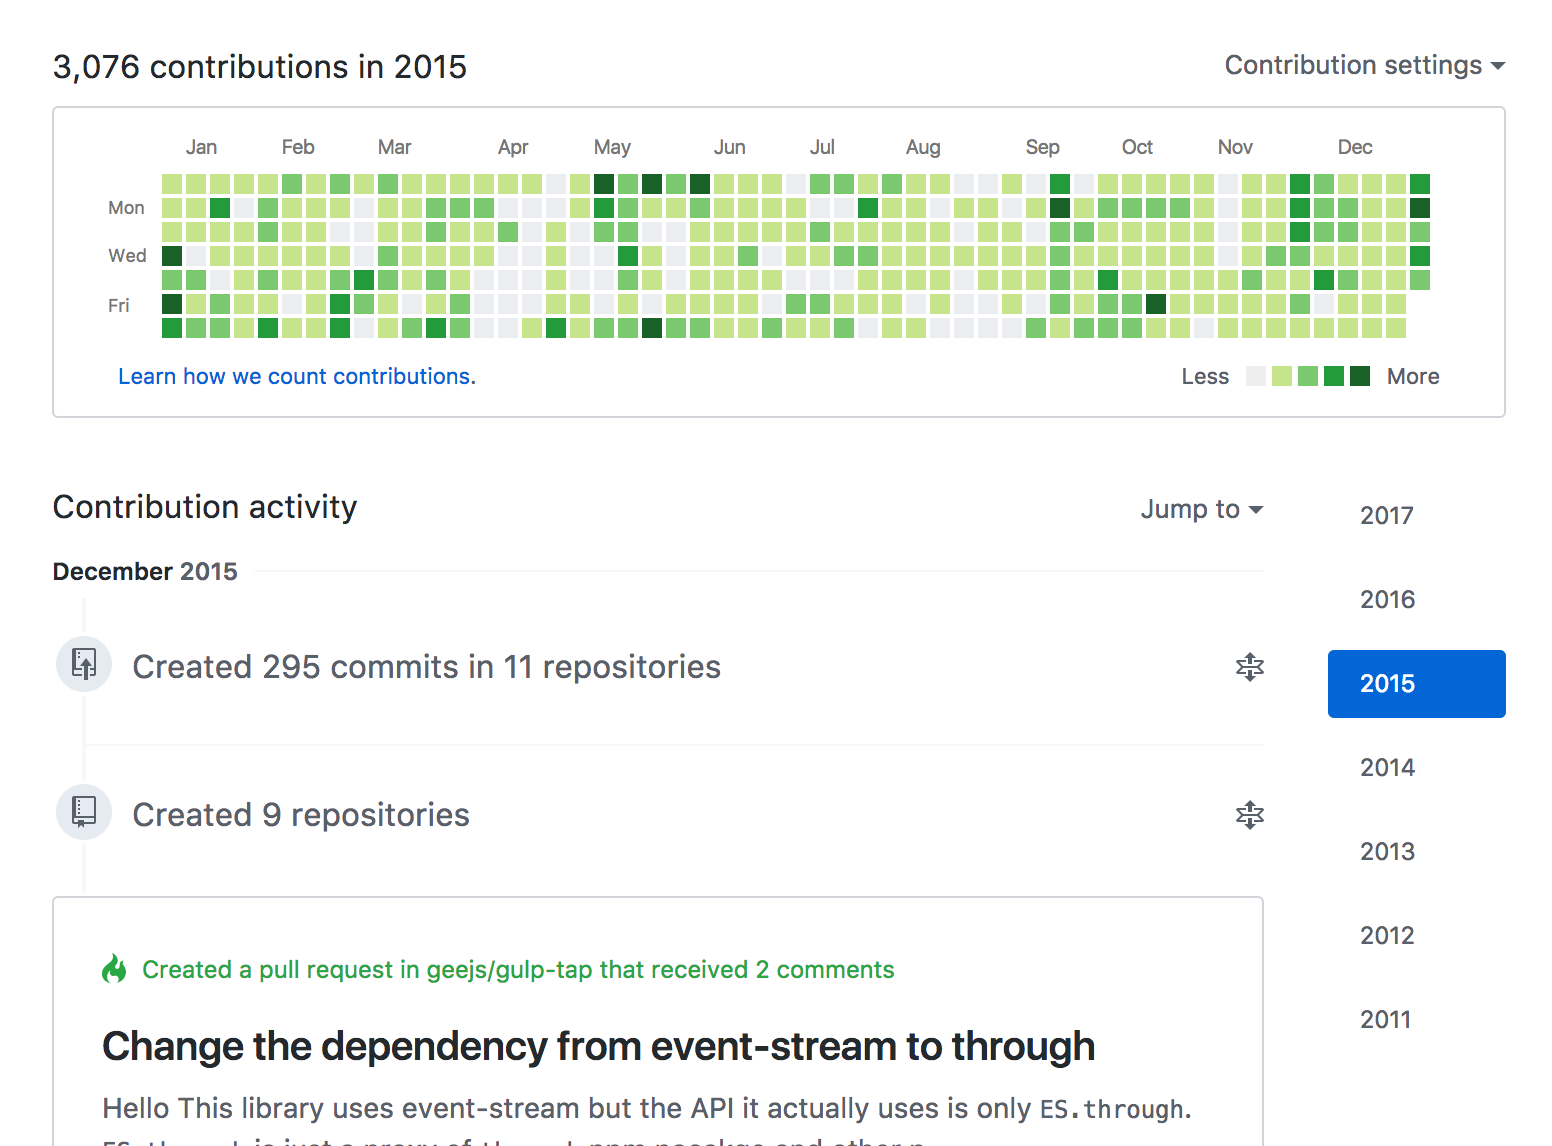 3,076 contributions in 2015
Contribution settings
Jan Feb Mar Apr May Jun Jul Aug Sep Oct Nov Dec
Mon
Wed
Fri
Learn how we count contributions.
Less More
Contribution activity
Jump to
December 2015
Created 295 commits in 11 repositories
Created 9 repositories
Created a pull request in geejs/gulp-tap that received 2 comments
Change the dependency from event-stream to through
Hello This library uses event-stream but the API it actually uses is only ES.through.
2017
2016
2015
2014
2013
2012
2011